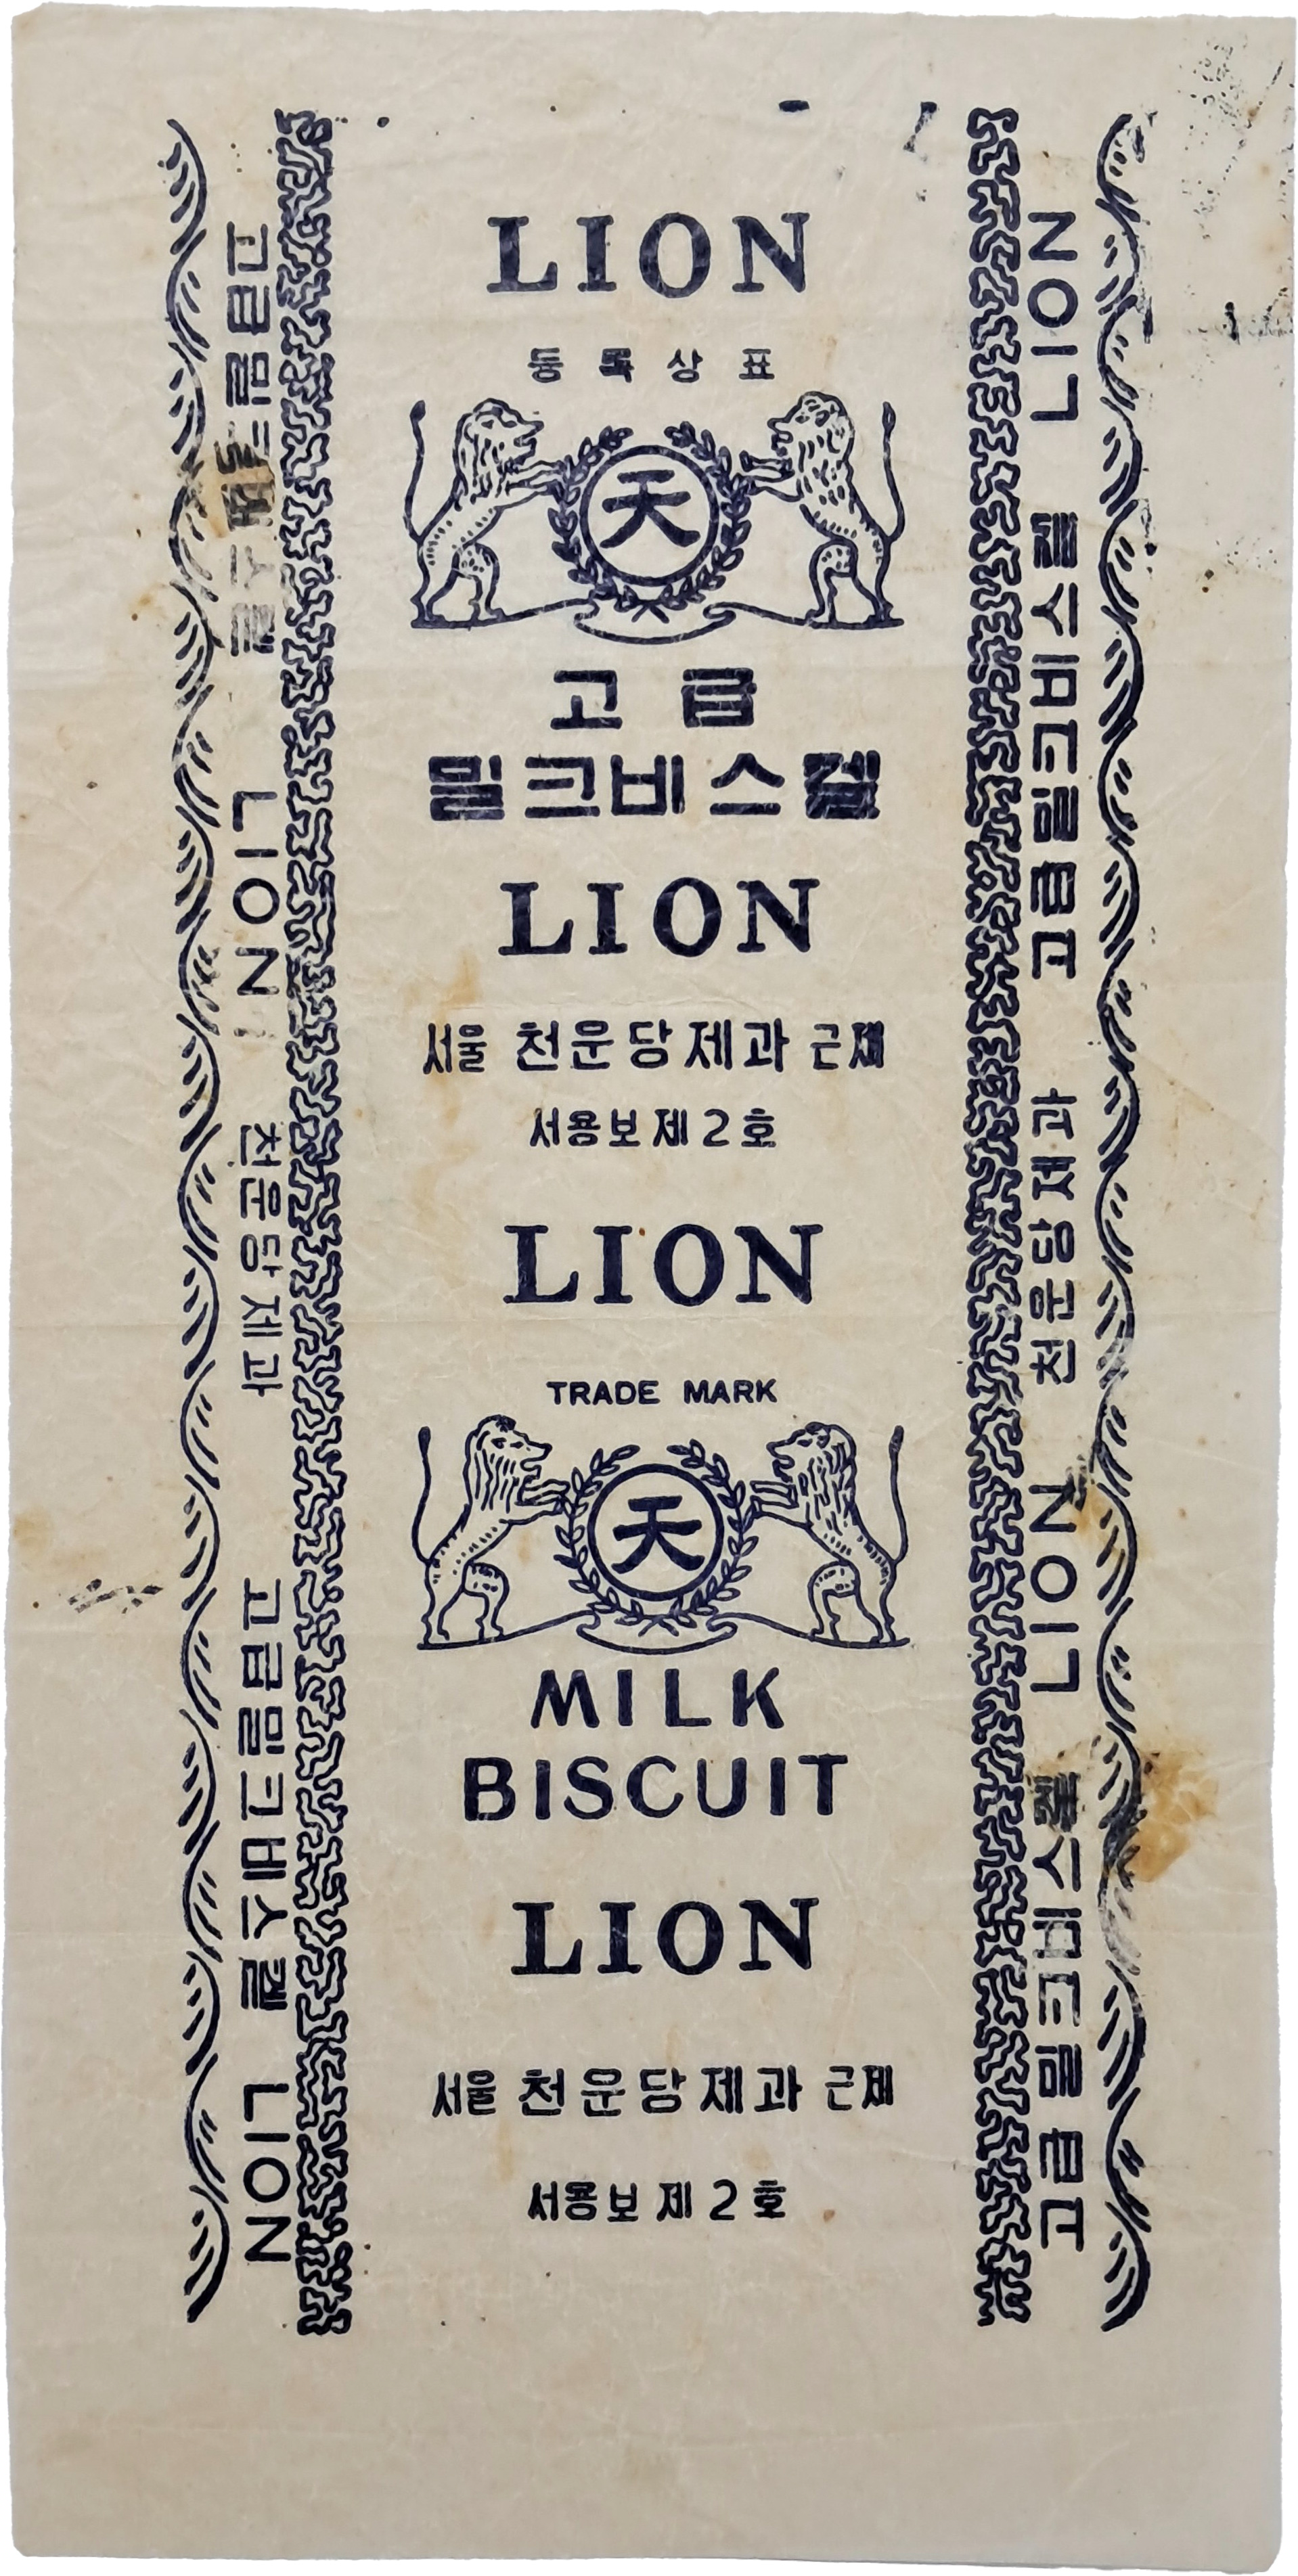 LION
등록상표
天
고급
밀크비스켙
LION
서울 천운당제과 근제
서용보 제2호
LION
TRADE MARK
天
MILK
BISCUIT
LION
서울 천운당제과 근제
서용보 제2호
고급밀크비스켙 LION 천운당제과 고급밀크비스켙 LION
고급밀크비스켙 LION 천운당제과 고급밀크비스켙 LION